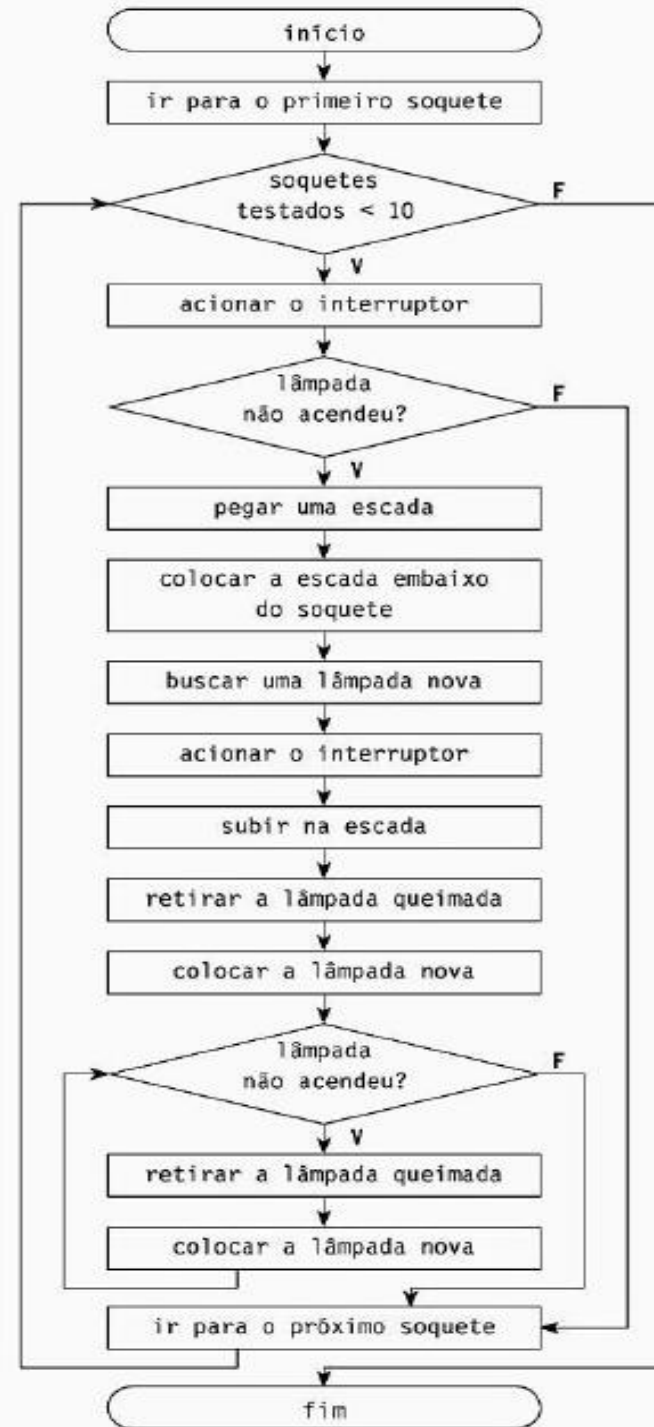 início
ir para o primeiro soquete
soquetes
testados < 10
F
V
acionar o interruptor
lâmpada
não acendeu?
F
V
pegar uma escada
colocar a escada embaixo
do soquete
buscar uma lâmpada nova
acionar o interruptor
subir na escada
retirar a lâmpada queimada
colocar a lâmpada nova
lâmpada
não acendeu?
F
V
retirar a lâmpada queimada
colocar a lâmpada nova
ir para o próximo soquete
fim